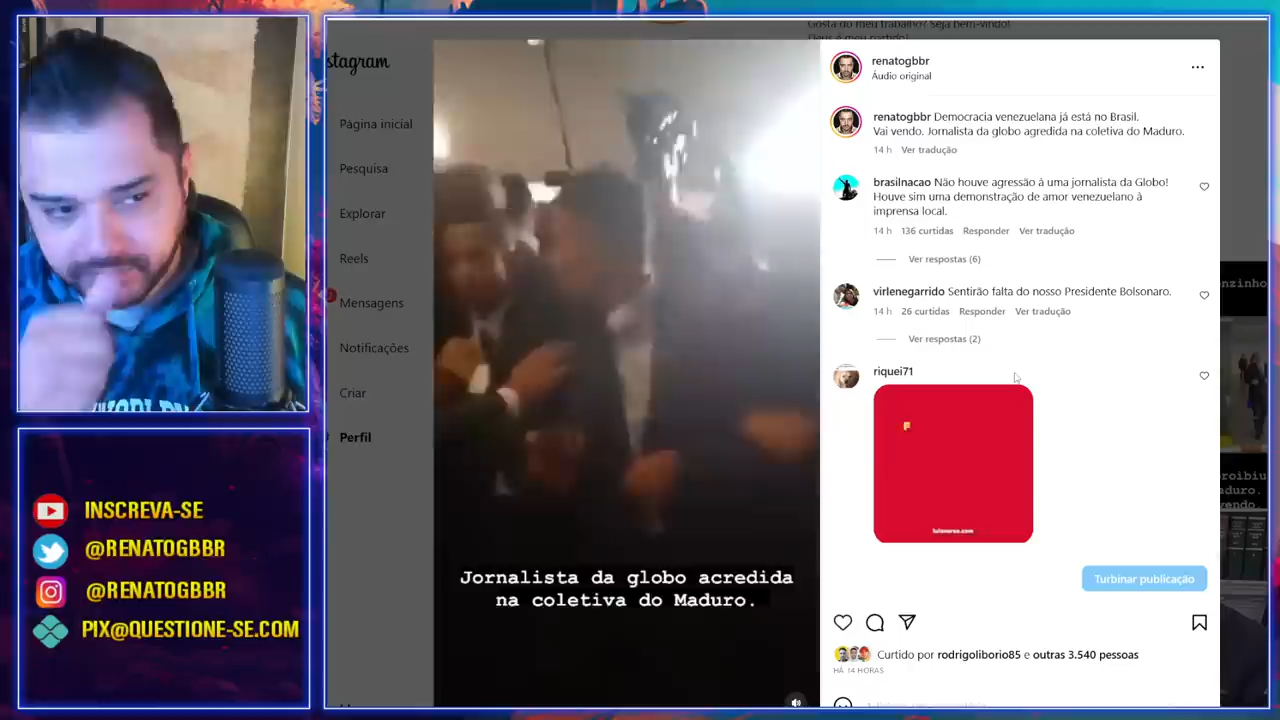 Gosta do meu trabalho? Seja bem-vindo!
stagram
Página inicial
Pesquisa
Explorar
Reels
Mensagens
Notificações
Criar
Perfil
INSCREVA-SE
@RENATOGBBR
@RENATOGBBR
PIX@QUESTIONE-SE.COM
Jornalista da globo acredida
na coletiva do Maduro.
renatogbbr
Áudio original
renatogbbr Democracia venezuelana já está no Brasil.
Vai vendo. Jornalista da globo agredida na coletiva do Maduro.
14 h Ver tradução
brasilnacao Não houve agressão à uma jornalista da Globo!
Houve sim uma demonstração de amor venezuelano à
imprensa local.
14 h 136 curtidas Responder Ver tradução
Ver respostas (6)
virlenegarrido Sentirão falta do nosso Presidente Bolsonaro.
14 h 26 curtidas Responder Ver tradução
Ver respostas (2)
riquei71
Turbinar publicação
Curtido por rodrigoliborio85 e outras 3.540 pessoas
HÁ 14 HORAS
nzinho
roibiu
aduro.
vendo.